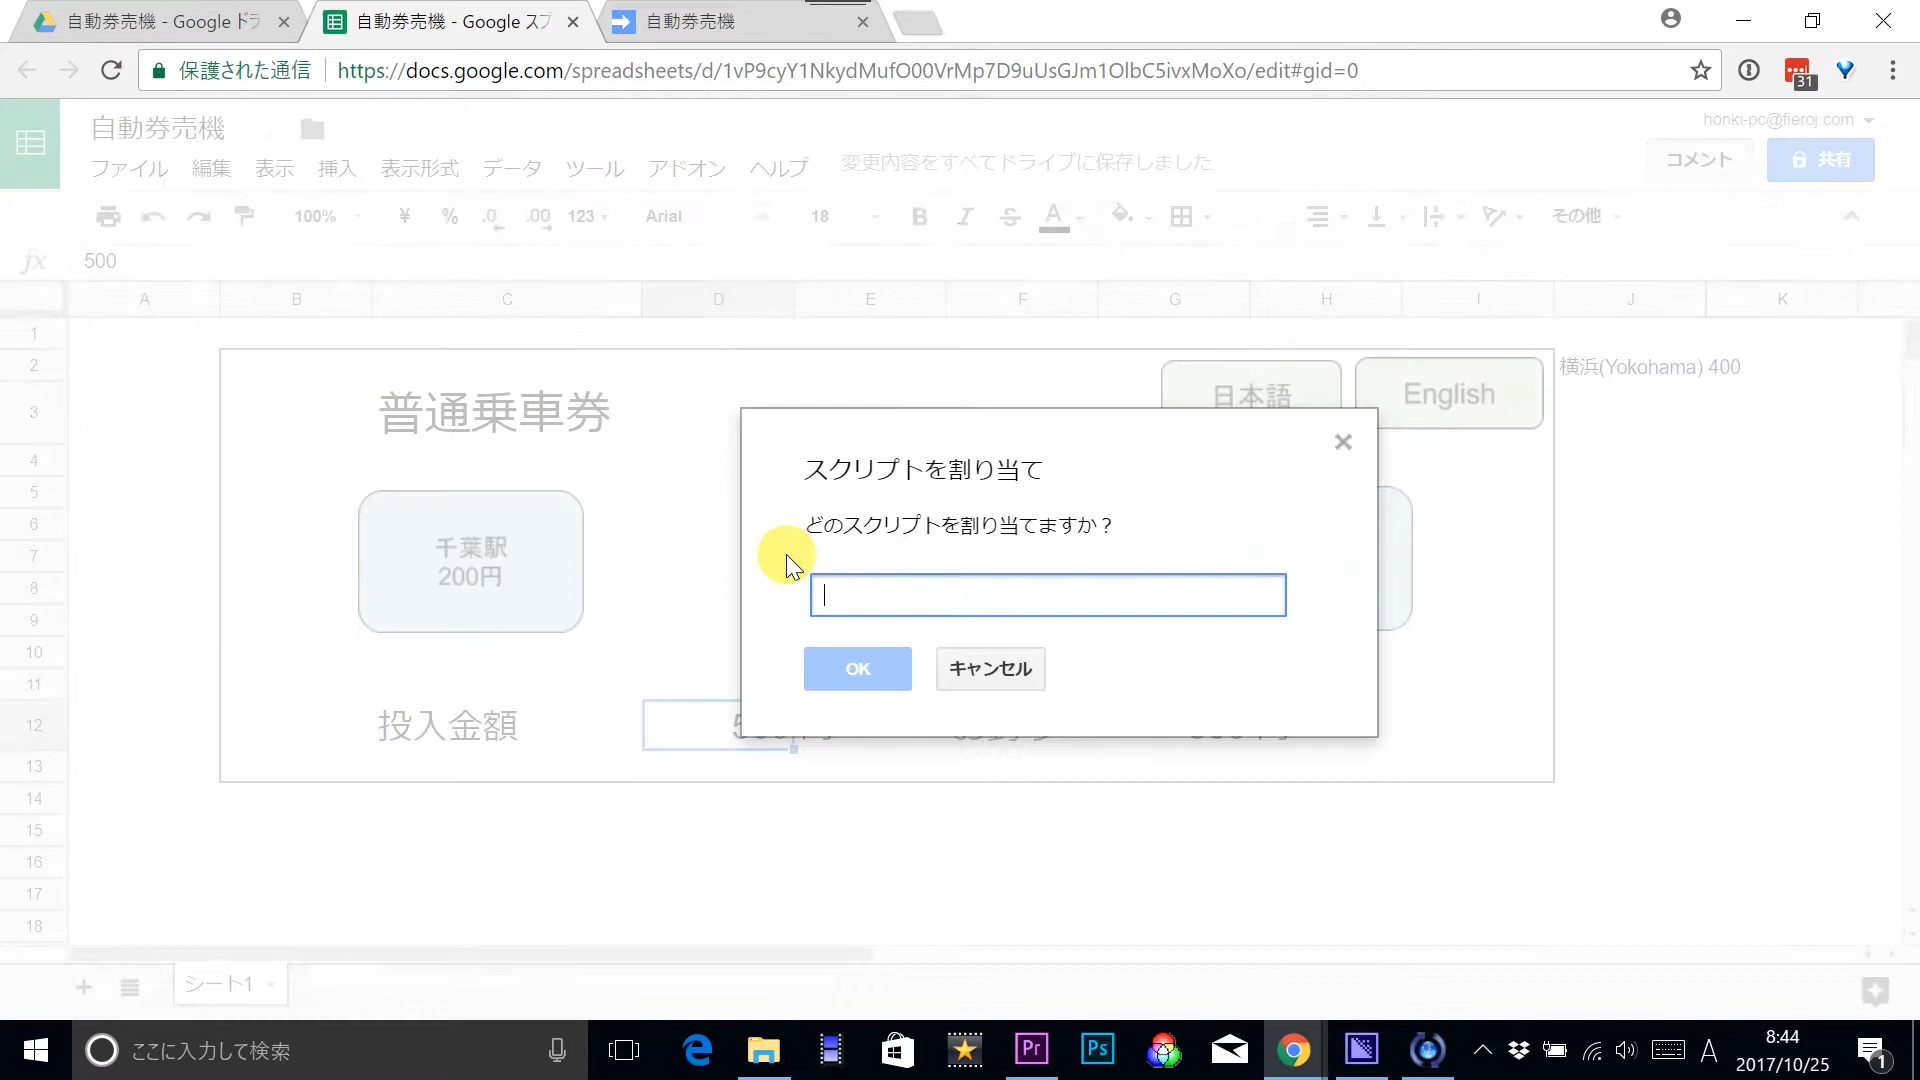 自動券売機 - Google ドラ
自動券売機 - Google スプ
自動券売機
保護された通信
https://docs.google.com/spreadsheets/d/1vP9cyY1NkydMufO00VrMp7D9uUsGJm1OlbC5ivxMoXo/edit#gid=0
31
自動券売機
honki-pc@fieroj.com
ファイル 編集 表示 挿入 表示形式 データ ツール アドオン ヘルプ 変更内容をすべてドライブに保存しました
コメント
共有
100% ¥ % .0 .00 123 Arial 18 B I S A その他
fx 500
A B C D E F G H I J K
1
2
3
4
5
6
7
8
9
10
11
12
13
14
15
16
17
18
横浜(Yokohama) 400
普通乗車券
日本語
English
千葉駅
200円
投入金額
スクリプトを割り当て
どのスクリプトを割り当てますか？
OK
キャンセル
シート1
ここに入力して検索
Pr
Ps
A
8:44
2017/10/25
1